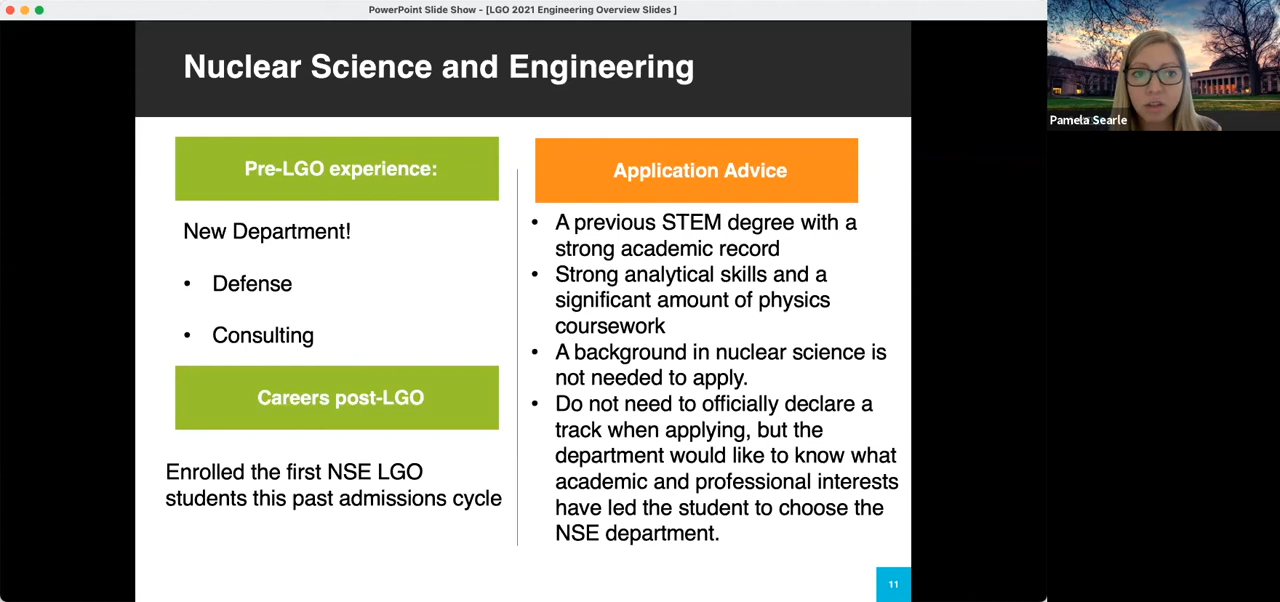 PowerPoint Slide Show - [LGO 2021 Engineering Overview Slides ]
Nuclear Science and Engineering
Pre-LGO experience:
New Department!
• Defense
• Consulting
Careers post-LGO
Enrolled the first NSE LGO
students this past admissions cycle
Application Advice
• A previous STEM degree with a
strong academic record
• Strong analytical skills and a
significant amount of physics
coursework
• A background in nuclear science is
not needed to apply.
• Do not need to officially declare a
track when applying, but the
department would like to know what
academic and professional interests
have led the student to choose the
NSE department.
11
Pamela Searle